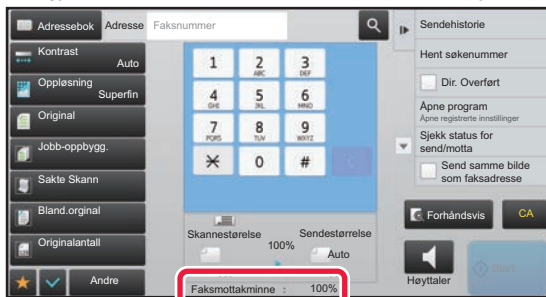 Adressebok
Adresse
Faksnummer
Kontrast
Auto
Oppløsning
Superfin
Original
Jobb-oppbygg.
Sakte Skann
Bland.orginal
Originalantall
Andre
1
2
ABC
3
DEF
4
GHI
5
JKL
6
MNO
7
PQRS
8
TUV
9
WXYZ
0
#
C
Skannestørelse
Sendestørrelse
100%
Auto
Faksmottakminne : 100%
Sendehistorie
Hent søkenummer
Dir. Overført
Åpne program
Åpne registrerte innstillinger
Sjekk status for
send/motta
Send samme bilde
som faksadresse
Forhåndsvis
CA
Høyttaler
Start